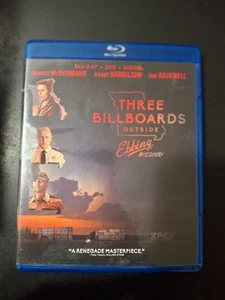 BLU-RAY + DVD + DIGITAL
FRANCES McDORMAND WOODY HARRELSON SAM ROCKWELL
THREE
BILLBOARDS
OUTSIDE
Ebbing
MISSOURI
"A RENEGADE MASTERPIECE."